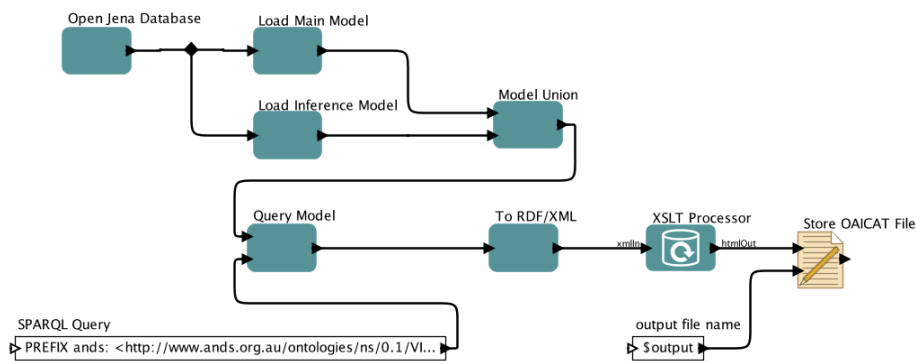 Open Jena Database
Load Main Model
Load Inference Model
Model Union
Query Model
To RDF/XML
XSLT Processor
Store OAICAT File
xmlIn
htmlOut
SPARQL Query
PREFIX ands: <http://www.ands.org.au/ontologies/ns/0.1/VI...
output file name
$output